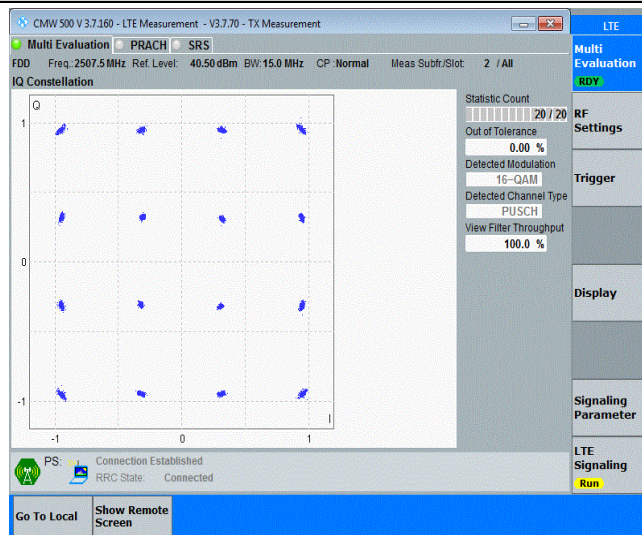 CMW 500 V 3.7.160 - LTE Measurement - V3.7.70 - TX Measurement
LTE
Multi Evaluation PRACH SRS
Multi Evaluation
RDY
FDD Freq.:2507.5 MHz Ref. Level: 40.50 dBm BW:15.0 MHz CP :Normal Meas Subfr./Slot: 2 / All
IQ Constellation
Q
1
0
-1
-1 0 1
I
Statistic Count
20 / 20
Out of Tolerance
0.00 %
Detected Modulation
16-QAM
Detected Channel Type
PUSCH
View Filter Throughput
100.0 %
RF
Settings
Trigger
Display
Signaling
Parameter
LTE
Signaling
Run
PS: Connection Established
RRC State: Connected
Go To Local
Show Remote
Screen